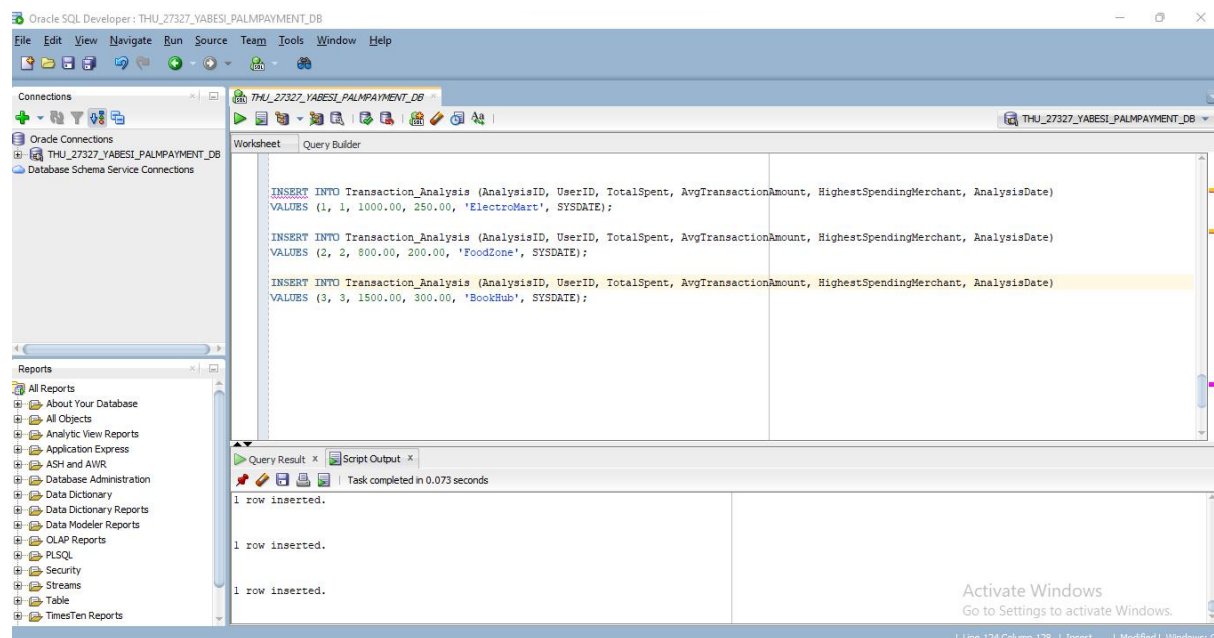 Oracle SQL Developer : THU_27327_YABESI_PALMPAYMENT_DB
File Edit View Navigate Run Source Team Tools Window Help
Connections
Oracle Connections
THU_27327_YABESI_PALMPAYMENT_DB
Database Schema Service Connections
Reports
All Reports
About Your Database
All Objects
Analytic View Reports
Application Express
ASH and AWR
Database Administration
Data Dictionary
Data Dictionary Reports
Data Modeler Reports
OLAP Reports
PLSQL
Security
Streams
Table
TimesTen Reports
THU_27327_YABESI_PALMPAYMENT_DB
THU_27327_YABESI_PALMPAYMENT_DB
Worksheet Query Builder
INSERT INTO Transaction_Analysis (AnalysisID, UserID, TotalSpent, AvgTransactionAmount, HighestSpendingMerchant, AnalysisDate)
VALUES (1, 1, 1000.00, 250.00, 'ElectroMart', SYSDATE);
INSERT INTO Transaction_Analysis (AnalysisID, UserID, TotalSpent, AvgTransactionAmount, HighestSpendingMerchant, AnalysisDate)
VALUES (2, 2, 800.00, 200.00, 'FoodZone', SYSDATE);
INSERT INTO Transaction_Analysis (AnalysisID, UserID, TotalSpent, AvgTransactionAmount, HighestSpendingMerchant, AnalysisDate)
VALUES (3, 3, 1500.00, 300.00, 'BookHub', SYSDATE);
Query Result x Script Output x
Task completed in 0.073 seconds
1 row inserted.
1 row inserted.
1 row inserted.
Activate Windows
Go to Settings to activate Windows.